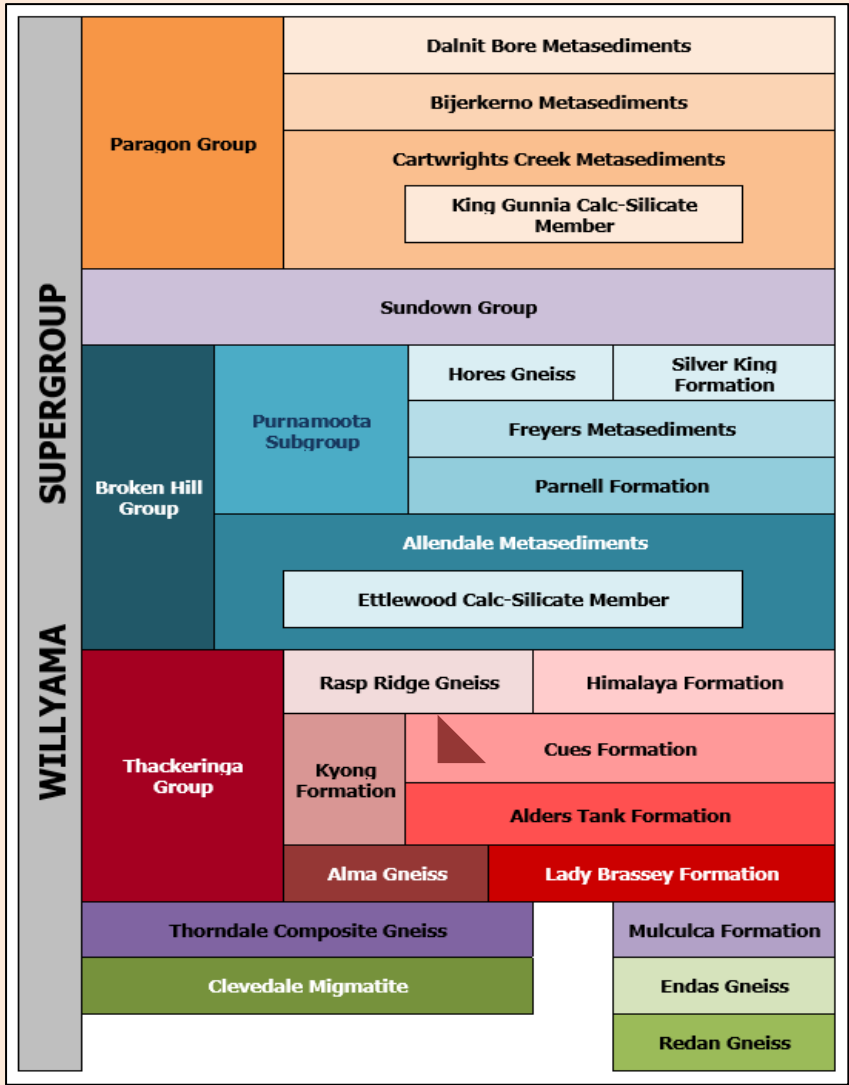 WILLYAMA SUPERGROUP
Paragon Group
Dalnit Bore Metasediments
Bijerkerno Metasediments
Cartwrights Creek Metasediments
King Gunnia Calc-Silicate
Member
Sundown Group
Broken Hill
Group
Purnamoota
Subgroup
Hores Gneiss
Silver King
Formation
Freyers Metasediments
Parnell Formation
Allendale Metasediments
Ettlewood Calc-Silicate Member
Thackeringa
Group
Rasp Ridge Gneiss
Himalaya Formation
Kyong
Formation
Cues Formation
Alders Tank Formation
Alma Gneiss
Lady Brassey Formation
Thorndale Composite Gneiss
Mulculca Formation
Clevedale Migmatite
Endas Gneiss
Redan Gneiss